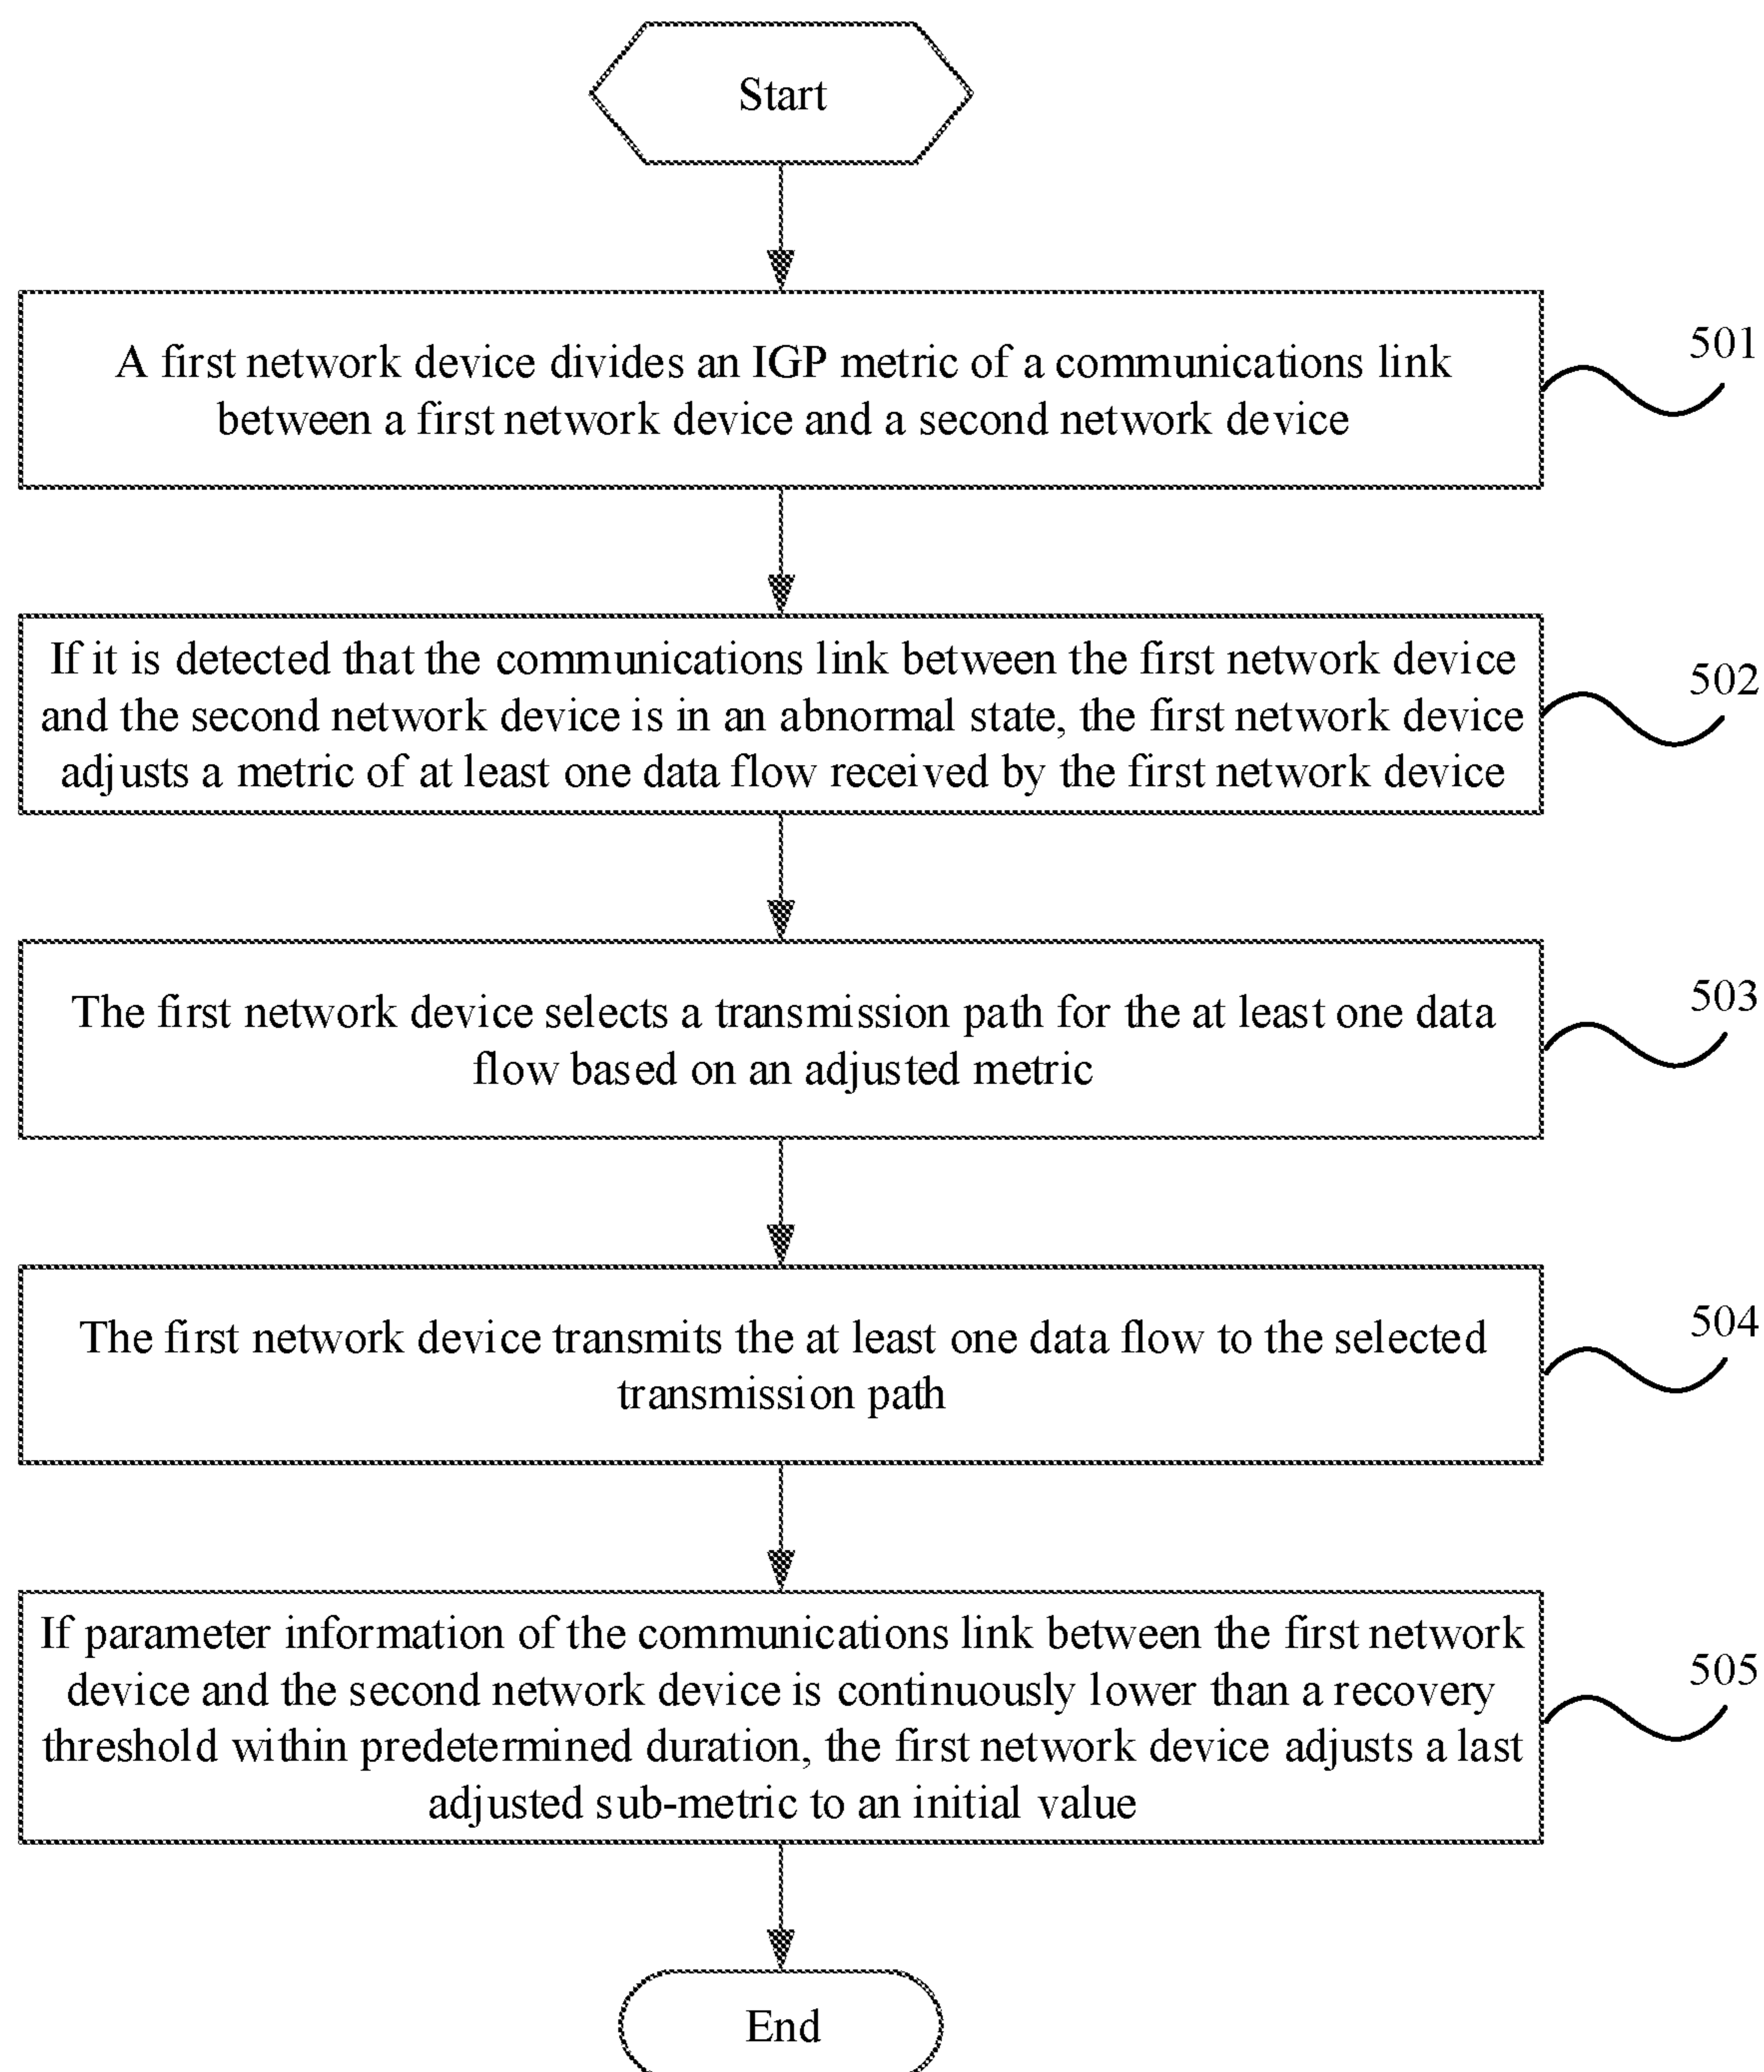 Start
A first network device divides an IGP metric of a communications link
between a first network device and a second network device
501
If it is detected that the communications link between the first network device
and the second network device is in an abnormal state, the first network device
adjusts a metric of at least one data flow received by the first network device
502
The first network device selects a transmission path for the at least one data
flow based on an adjusted metric
503
The first network device transmits the at least one data flow to the selected
transmission path
504
If parameter information of the communications link between the first network
device and the second network device is continuously lower than a recovery
threshold within predetermined duration, the first network device adjusts a last
adjusted sub-metric to an initial value
505
End